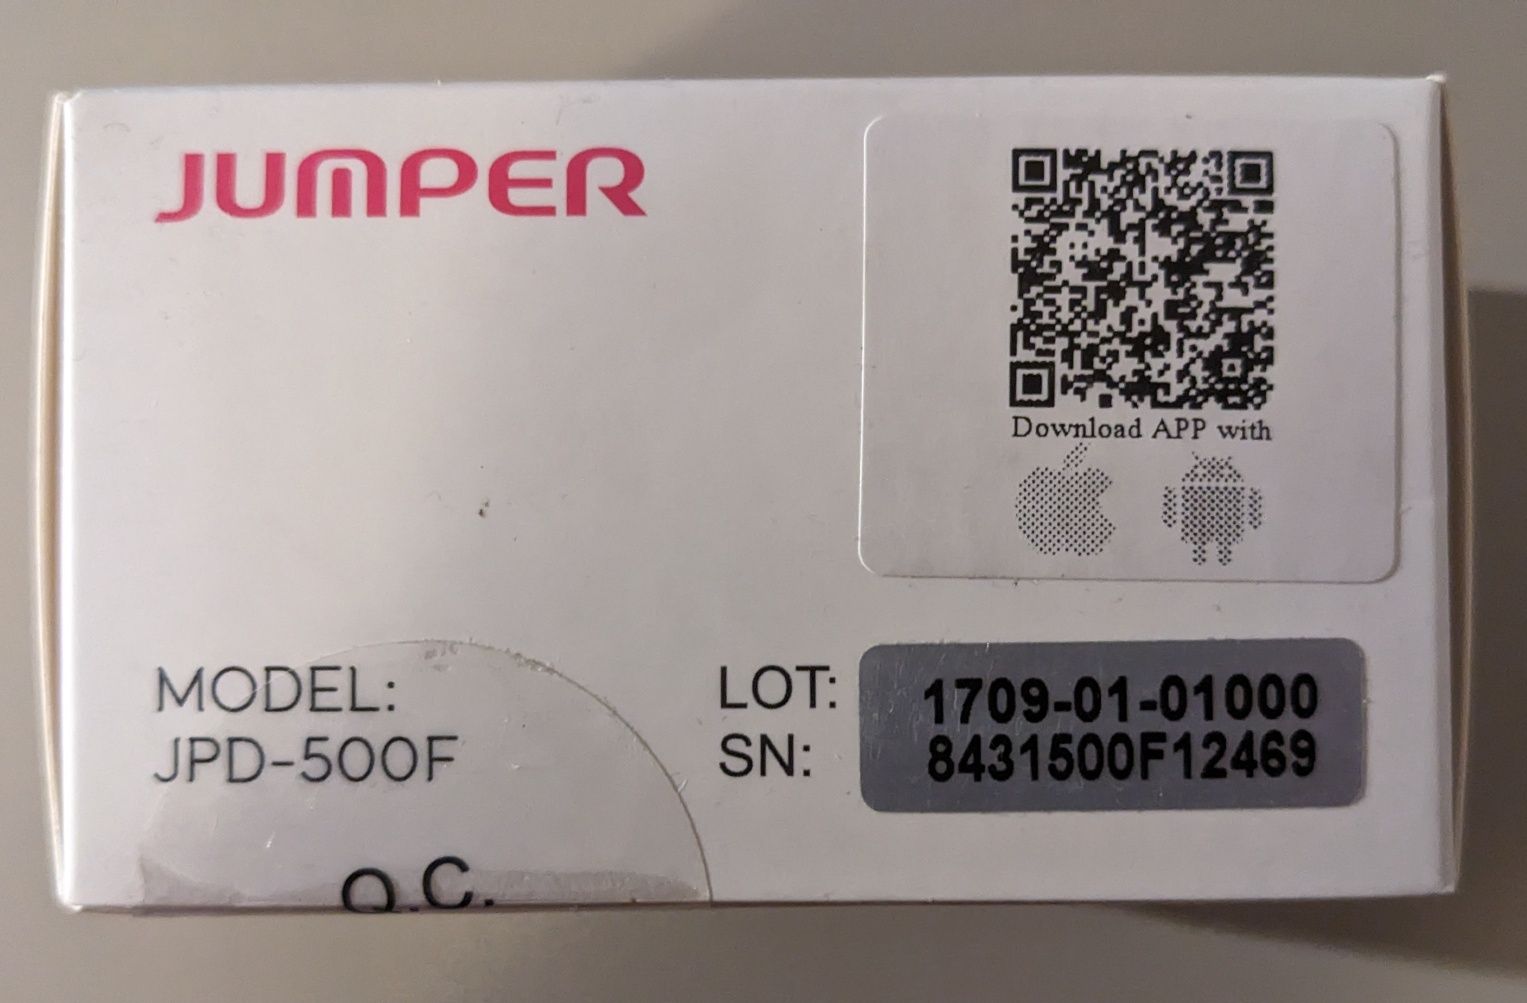 JUMPER
Download APP with
MODEL:
JPD-500F
LOT: 1709-01-01000
SN: 8431500F12469
Q.C.